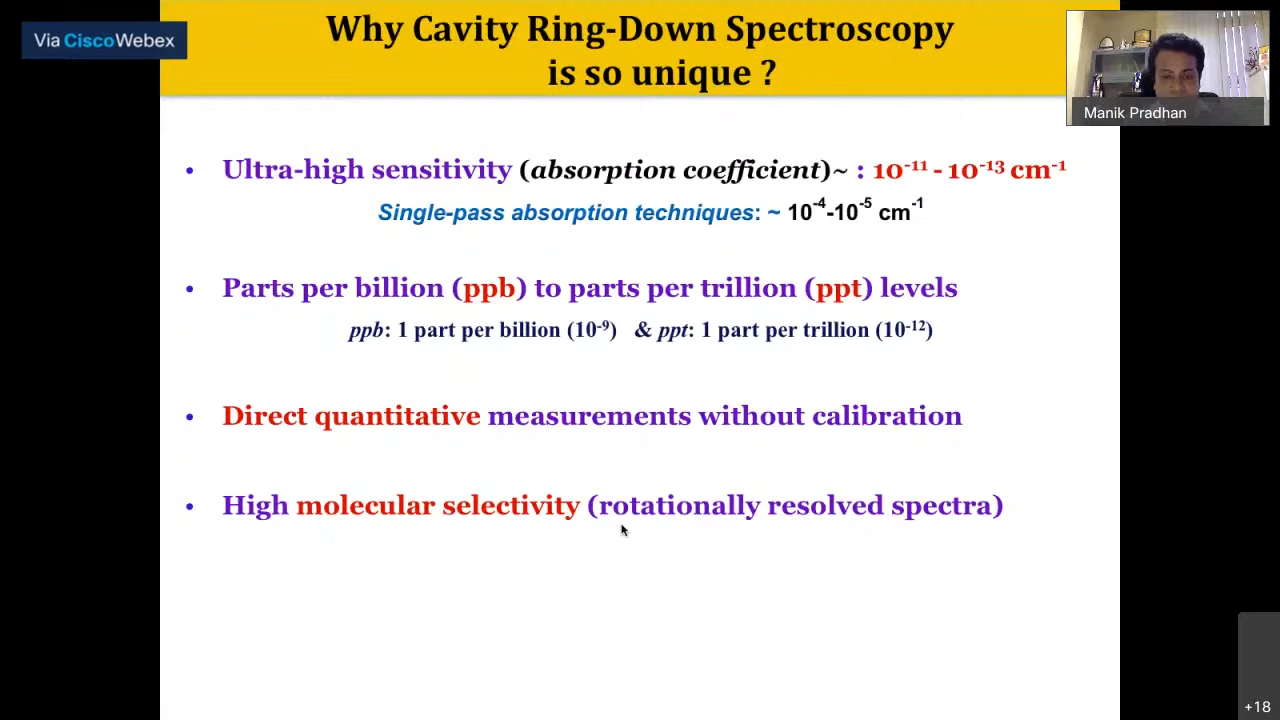 Via CiscoWebex
Why Cavity Ring-Down Spectroscopy
is so unique ?
Manik Pradhan
• Ultra-high sensitivity (absorption coefficient)~ : 10⁻¹¹ - 10⁻¹³ cm⁻¹
Single-pass absorption techniques: ~ 10⁻⁴-10⁻⁵ cm⁻¹
• Parts per billion (ppb) to parts per trillion (ppt) levels
ppb: 1 part per billion (10⁻⁹) & ppt: 1 part per trillion (10⁻¹²)
• Direct quantitative measurements without calibration
• High molecular selectivity (rotationally resolved spectra)
+18